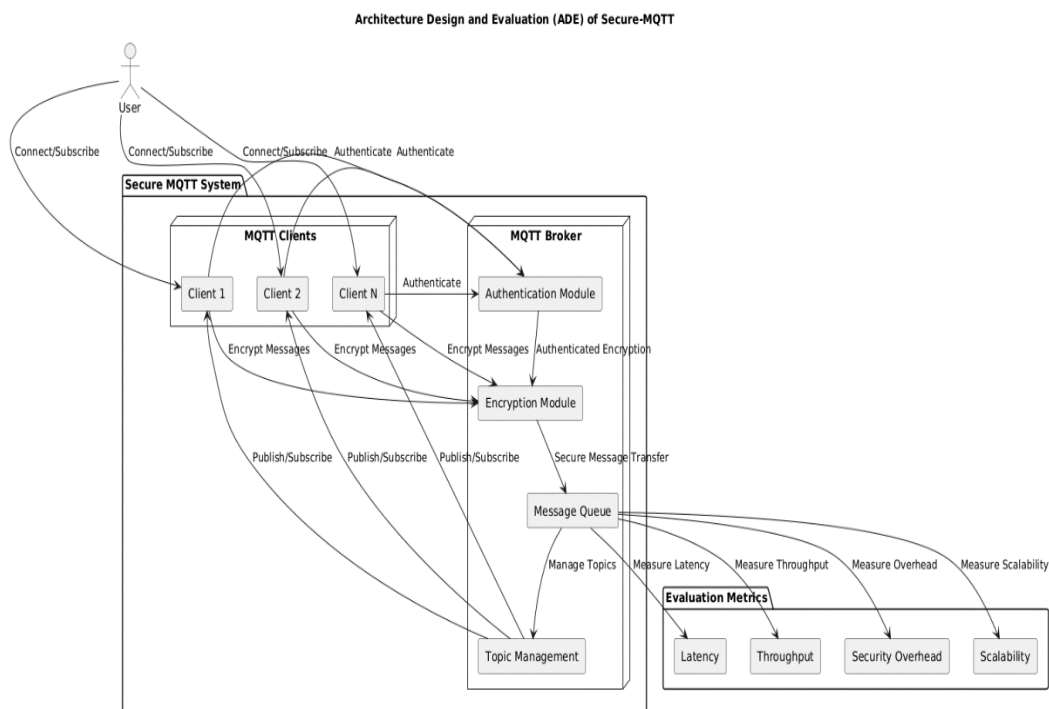 Architecture Design and Evaluation (ADE) of Secure-MQTT
User
Connect/Subscribe
Connect/Subscribe
Connect/Subscribe
Authenticate
Authenticate
Secure MQTT System
MQTT Clients
MQTT Broker
Client 1
Client 2
Client N
Authenticate
Authentication Module
Encrypt Messages
Encrypt Messages
Encrypt Messages
Authenticated Encryption
Encryption Module
Publish/Subscribe
Publish/Subscribe
Publish/Subscribe
Secure Message Transfer
Message Queue
Manage Topics
Measure Latency
Measure Throughput
Measure Overhead
Measure Scalability
Evaluation Metrics
Topic Management
Latency
Throughput
Security Overhead
Scalability